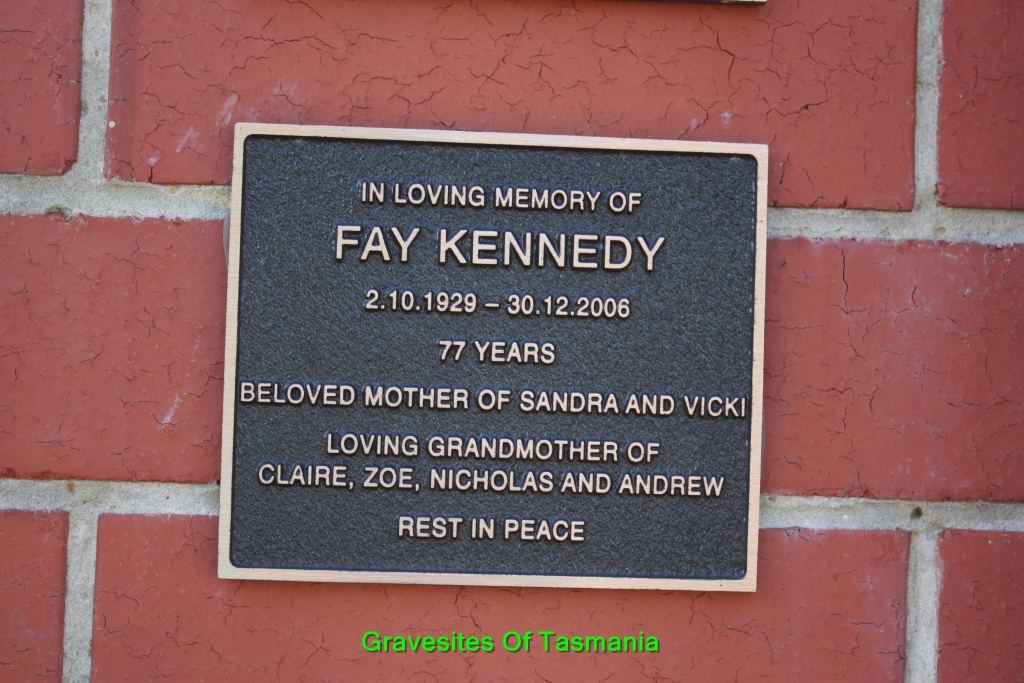 IN LOVING MEMORY OF
FAY KENNEDY
2.10.1929 – 30.12.2006
77 YEARS
BELOVED MOTHER OF SANDRA AND VICKI
LOVING GRANDMOTHER OF
CLAIRE, ZOE, NICHOLAS AND ANDREW
REST IN PEACE
Gravesites Of Tasmania